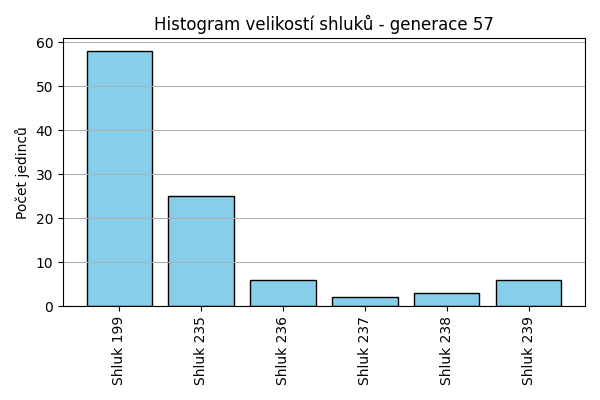 Histogram velikostí shluků - generace 57
Počet jedinců
60
50
40
30
20
10
0
Shluk 199
Shluk 235
Shluk 236
Shluk 237
Shluk 238
Shluk 239